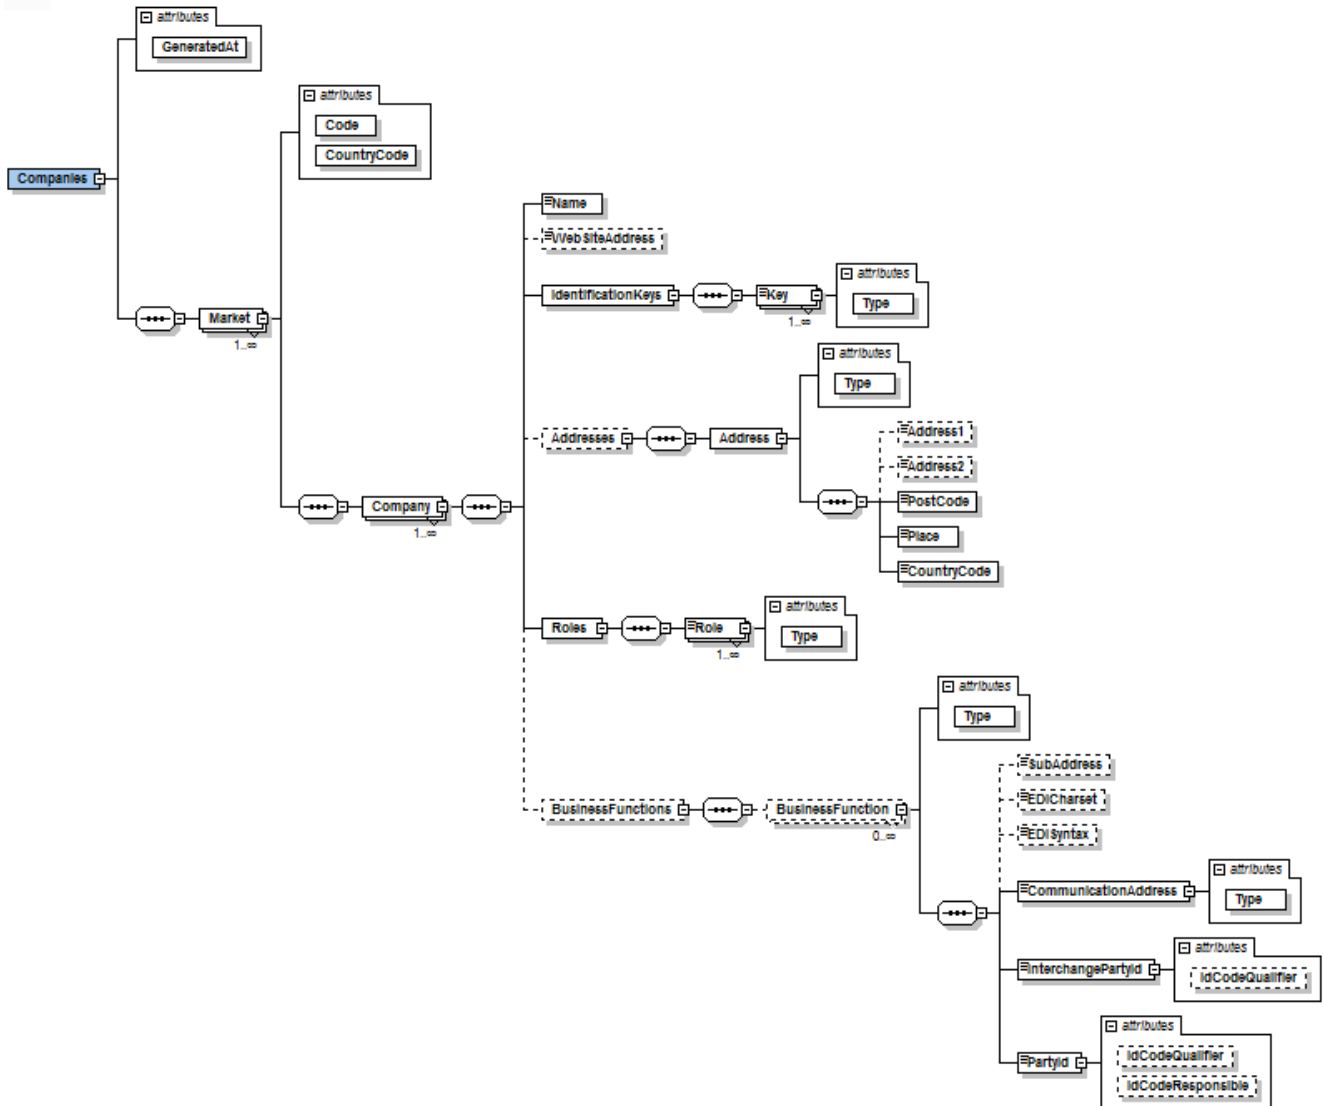 attributes
GeneratedAt
attributes
Code
CountryCode
Companies
Name
WebSiteAddress
attributes
IdentificationKeys
Key
Type
1..∞
Market
1..∞
attributes
Type
Addresses
Address
Address1
Address2
Company
1..∞
PostCode
Place
CountryCode
attributes
Roles
Role
Type
1..∞
attributes
Type
SubAddress
EDICharset
BusinessFunctions
BusinessFunction
0..∞
EDISyntax
attributes
CommunicationAddress
Type
attributes
InterchangePartyId
IdCodeQualifier
attributes
PartyId
IdCodeQualifier
IdCodeResponsible